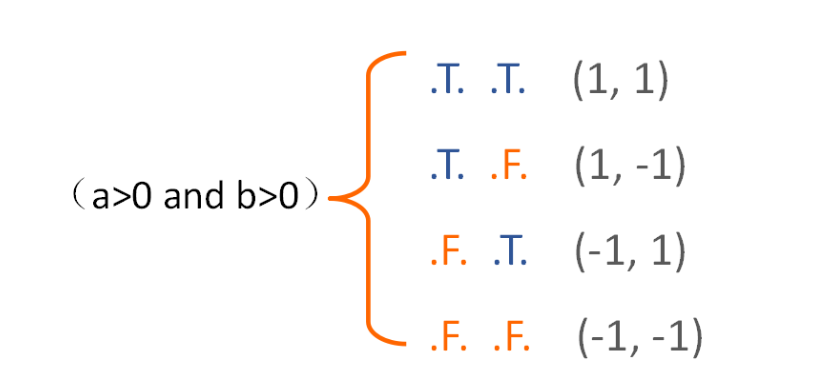 .T. .T. (1, 1)
.T. .F. (1, -1)
（a>0 and b>0）
.F. .T. (-1, 1)
.F. .F. (-1, -1)